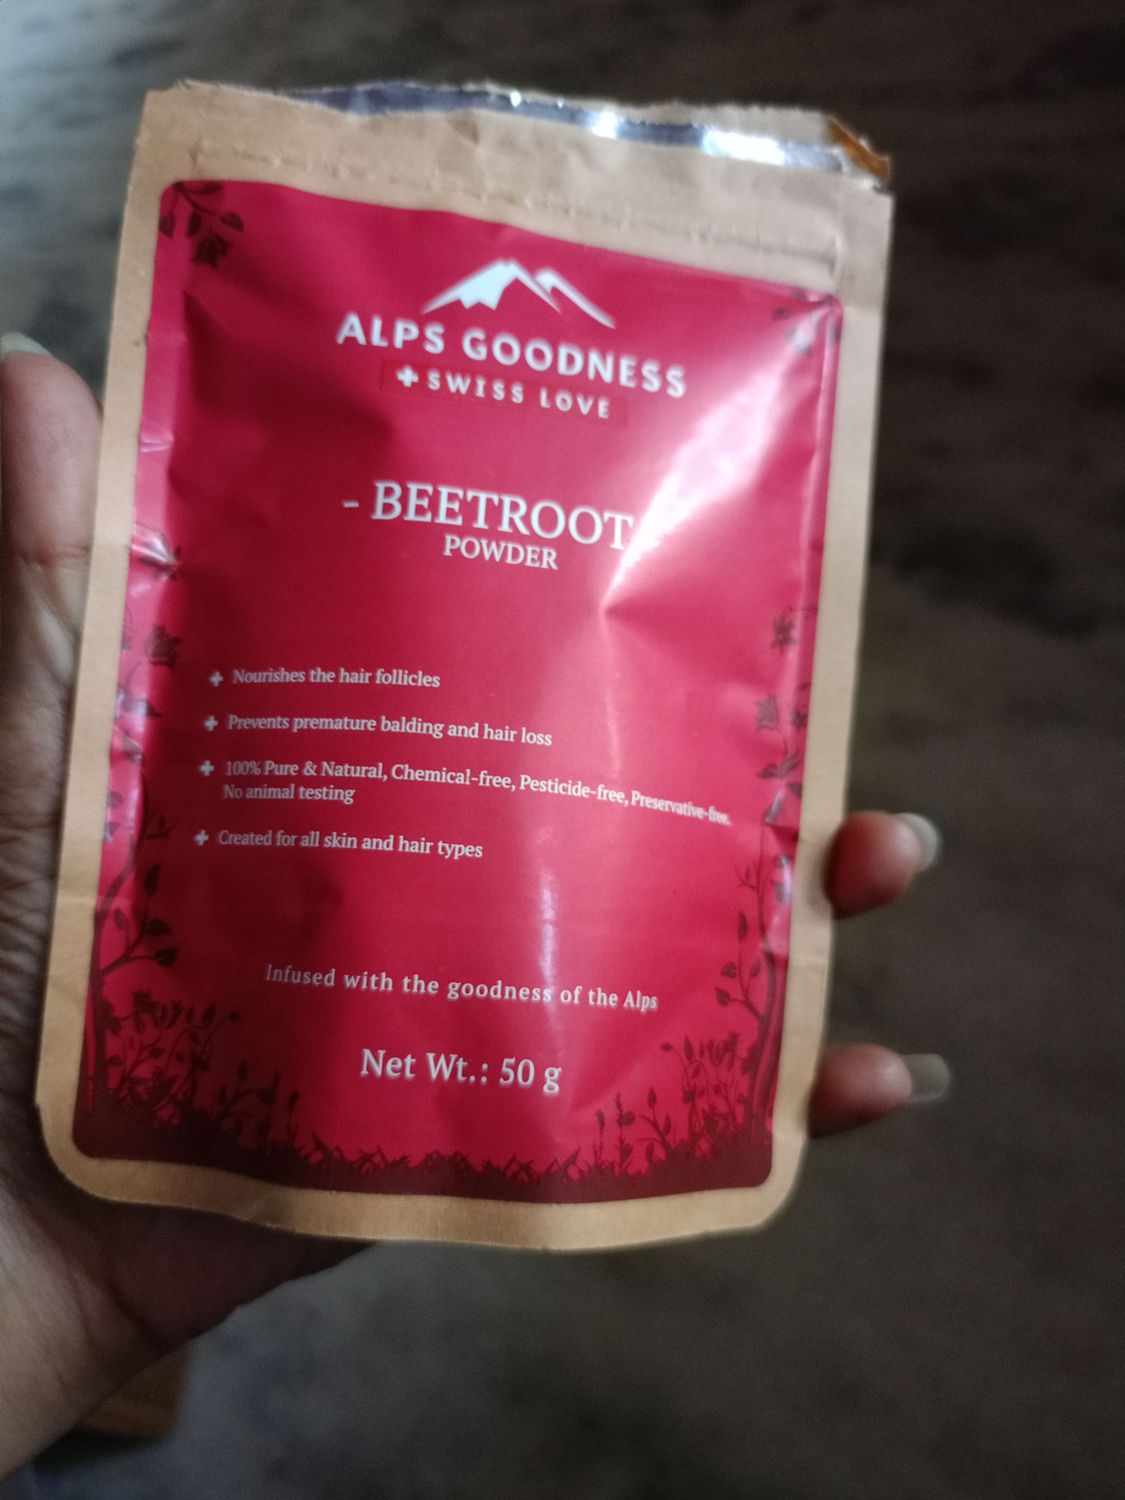 ALPS GOODNESS
+ SWISS LOVE
- BEETROOT
POWDER
+ Nourishes the hair follicles
+ Prevents premature balding and hair loss
+ 100% Pure & Natural, Chemical-free, Pesticide-free, Preservative-free.
No animal testing
+ Created for all skin and hair types
Infused with the goodness of the Alps
Net Wt.: 50 g